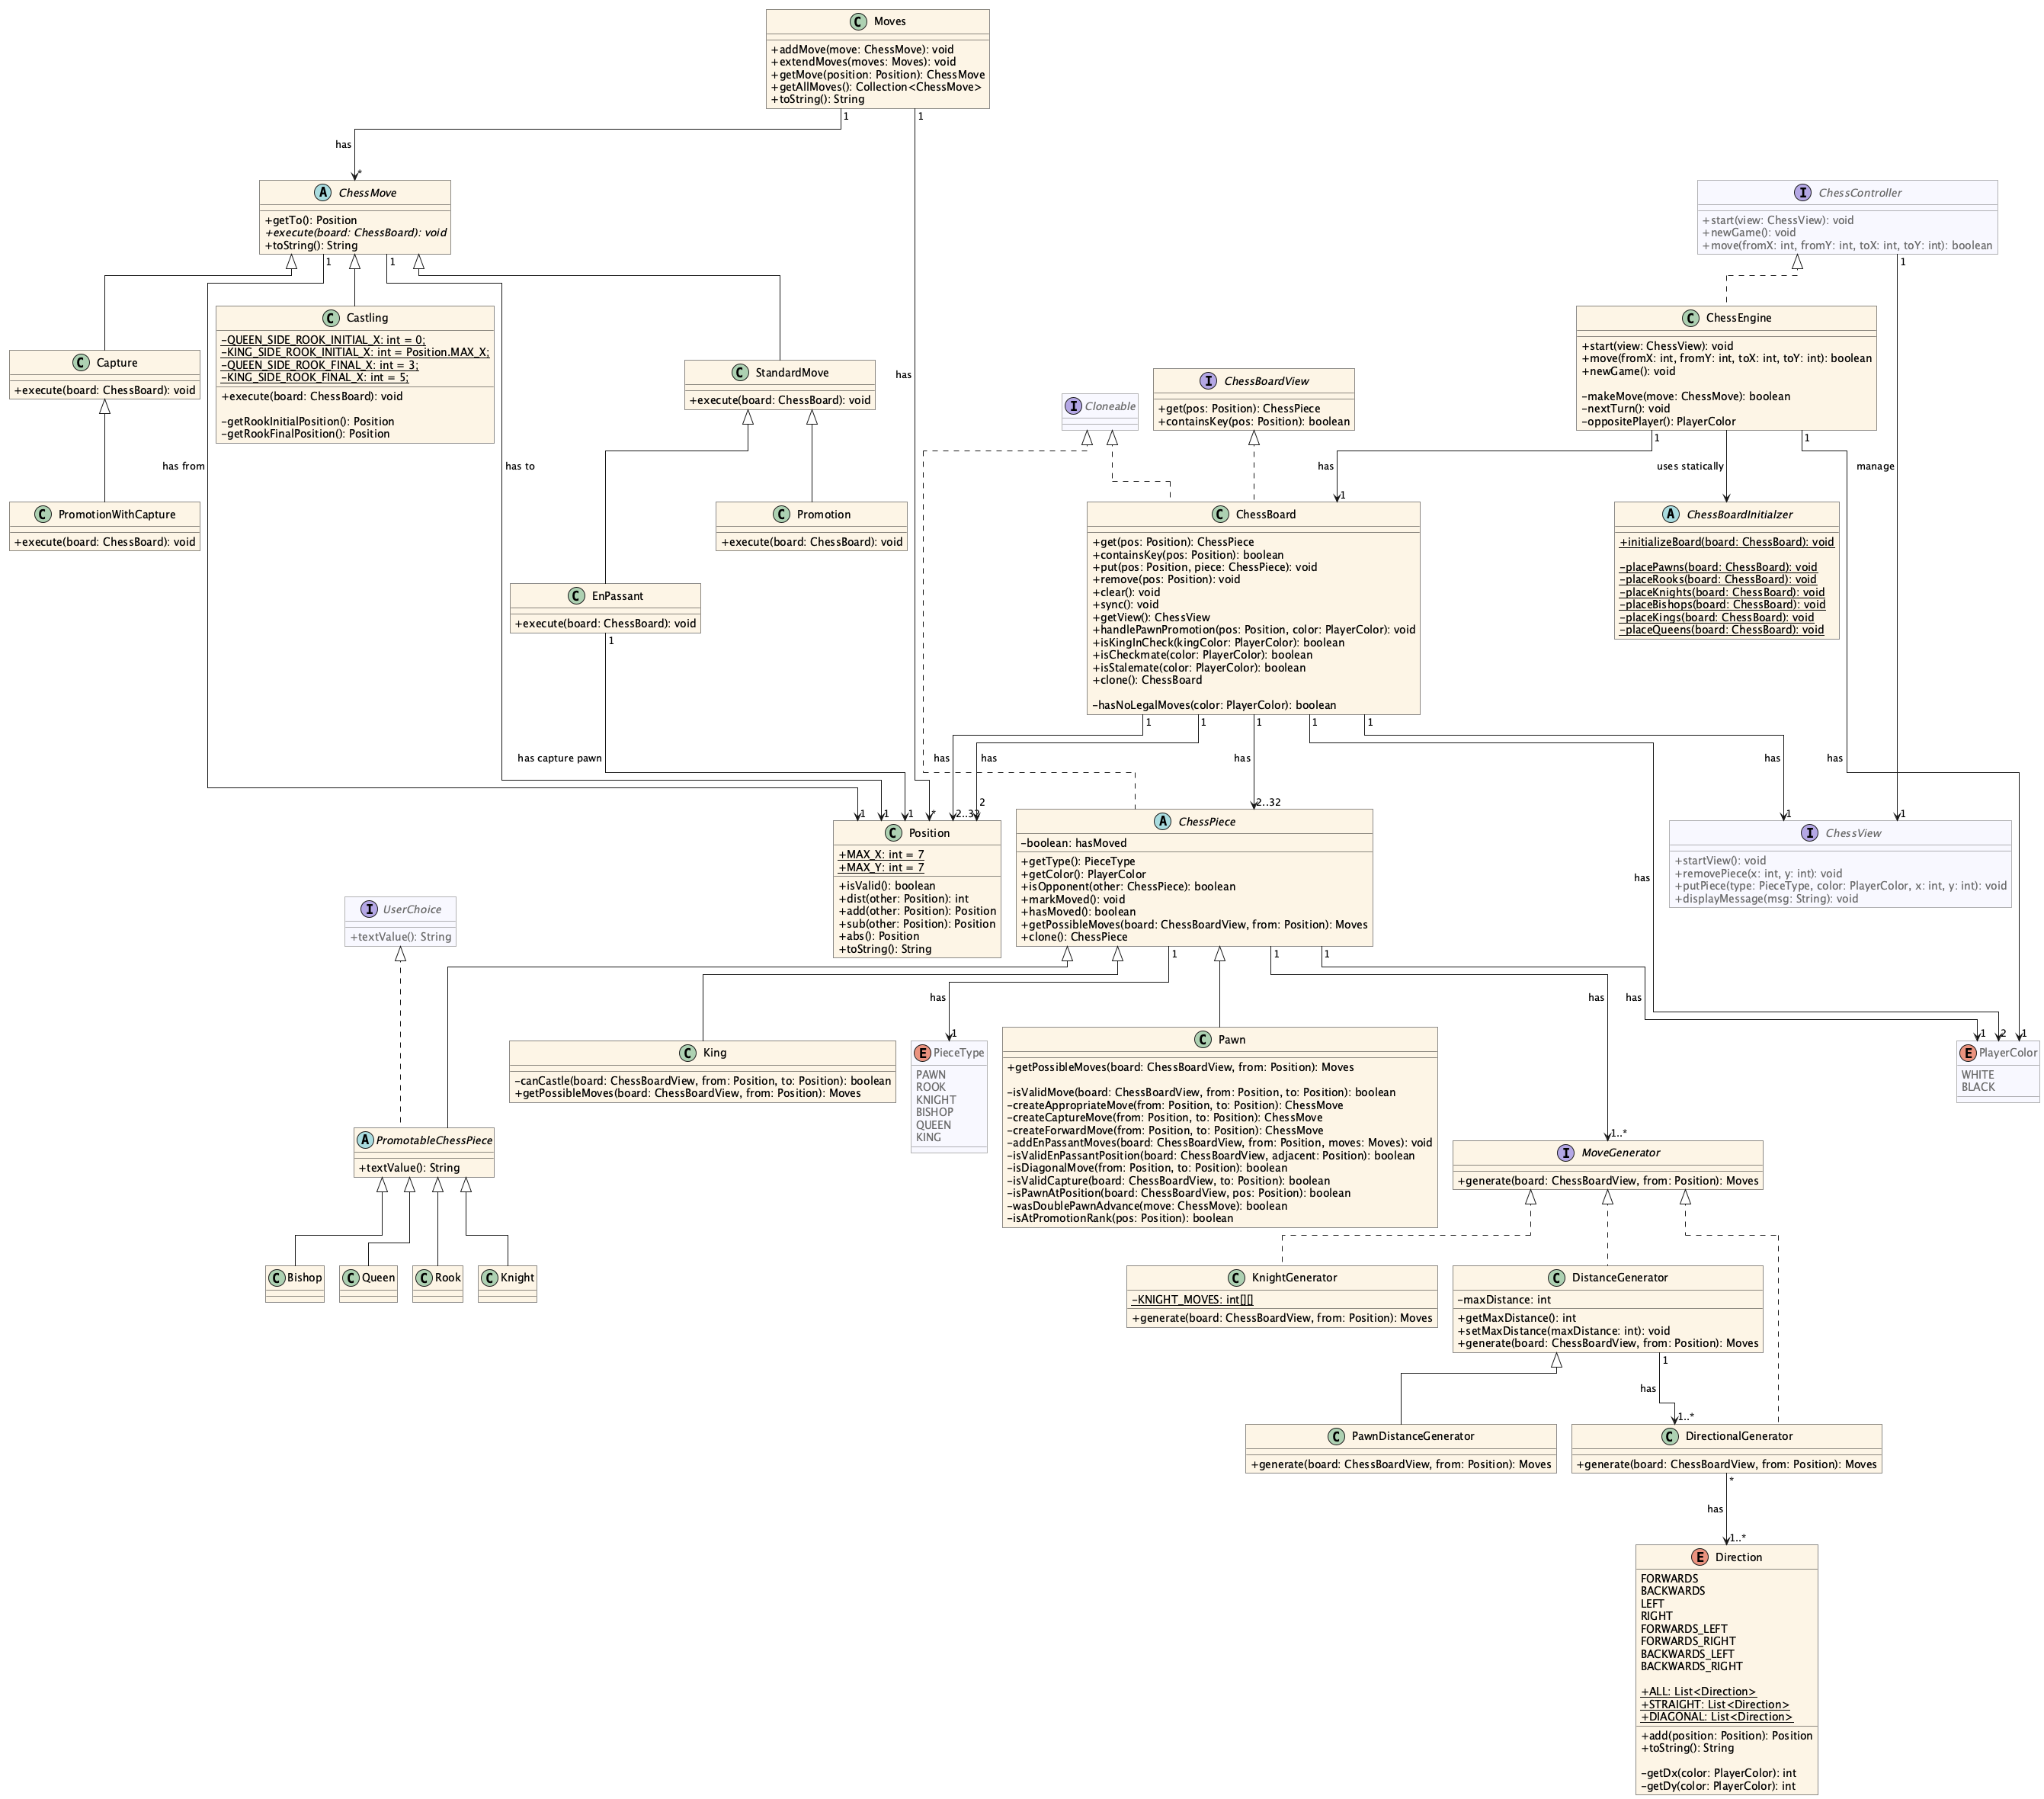 C Moves
+addMove(move: ChessMove): void
+extendMoves(moves: Moves): void
+getMove(position: Position): ChessMove
+getAllMoves(): Collection<ChessMove>
+toString(): String
1
1
has
*
A ChessMove
+getTo(): Position
+execute(board: ChessBoard): void
+toString(): String
1
1
I ChessController
+start(view: ChessView): void
+newGame(): void
+move(fromX: int, fromY: int, toX: int, toY: int): boolean
1
C Castling
-QUEEN_SIDE_ROOK_INITIAL_X: int = 0;
-KING_SIDE_ROOK_INITIAL_X: int = Position.MAX_X;
-QUEEN_SIDE_ROOK_FINAL_X: int = 3;
-KING_SIDE_ROOK_FINAL_X: int = 5;
+execute(board: ChessBoard): void
-getRookInitialPosition(): Position
-getRookFinalPosition(): Position
C ChessEngine
+start(view: ChessView): void
+move(fromX: int, fromY: int, toX: int, toY: int): boolean
+newGame(): void
-makeMove(move: ChessMove): boolean
-nextTurn(): void
-oppositePlayer(): PlayerColor
1
1
C Capture
+execute(board: ChessBoard): void
C StandardMove
+execute(board: ChessBoard): void
has
I Cloneable
I ChessBoardView
+get(pos: Position): ChessPiece
+containsKey(pos: Position): boolean
has from
has to
has
1
uses statically
manage
C PromotionWithCapture
+execute(board: ChessBoard): void
C Promotion
+execute(board: ChessBoard): void
C ChessBoard
+get(pos: Position): ChessPiece
+containsKey(pos: Position): boolean
+put(pos: Position, piece: ChessPiece): void
+remove(pos: Position): void
+clear(): void
+sync(): void
+getView(): ChessView
+handlePawnPromotion(pos: Position, color: PlayerColor): void
+isKingInCheck(kingColor: PlayerColor): boolean
+isCheckmate(color: PlayerColor): boolean
+isStalemate(color: PlayerColor): boolean
+clone(): ChessBoard
-hasNoLegalMoves(color: PlayerColor): boolean
1
1
1
1
1
A ChessBoardInitialzer
+initializeBoard(board: ChessBoard): void
-placePawns(board: ChessBoard): void
-placeRooks(board: ChessBoard): void
-placeKnights(board: ChessBoard): void
-placeBishops(board: ChessBoard): void
-placeKings(board: ChessBoard): void
-placeQueens(board: ChessBoard): void
C EnPassant
+execute(board: ChessBoard): void
1
has capture pawn
has
has
has
has
has
1
1
1
*
2..32
2
2..32
1
1
C Position
+MAX_X: int = 7
+MAX_Y: int = 7
+isValid(): boolean
+dist(other: Position): int
+add(other: Position): Position
+sub(other: Position): Position
+abs(): Position
+toString(): String
A ChessPiece
-boolean: hasMoved
+getType(): PieceType
+getColor(): PlayerColor
+isOpponent(other: ChessPiece): boolean
+markMoved(): void
+hasMoved(): boolean
+getPossibleMoves(board: ChessBoardView, from: Position): Moves
+clone(): ChessPiece
1
1
1
has
I ChessView
+startView(): void
+removePiece(x: int, y: int): void
+putPiece(type: PieceType, color: PlayerColor, x: int, y: int): void
+displayMessage(msg: String): void
I UserChoice
+textValue(): String
has
has
has
1
1
2
1
C King
-canCastle(board: ChessBoardView, from: Position, to: Position): boolean
+getPossibleMoves(board: ChessBoardView, from: Position): Moves
E PieceType
PAWN
ROOK
KNIGHT
BISHOP
QUEEN
KING
C Pawn
+getPossibleMoves(board: ChessBoardView, from: Position): Moves
-isValidMove(board: ChessBoardView, from: Position, to: Position): boolean
-createAppropriateMove(from: Position, to: Position): ChessMove
-createCaptureMove(from: Position, to: Position): ChessMove
-createForwardMove(from: Position, to: Position): ChessMove
-addEnPassantMoves(board: ChessBoardView, from: Position, moves: Moves): void
-isValidEnPassantPosition(board: ChessBoardView, adjacent: Position): boolean
-isDiagonalMove(from: Position, to: Position): boolean
-isValidCapture(board: ChessBoardView, to: Position): boolean
-isPawnAtPosition(board: ChessBoardView, pos: Position): boolean
-wasDoublePawnAdvance(move: ChessMove): boolean
-isAtPromotionRank(pos: Position): boolean
E PlayerColor
WHITE
BLACK
A PromotableChessPiece
+textValue(): String
1..*
I MoveGenerator
+generate(board: ChessBoardView, from: Position): Moves
C Bishop
C Queen
C Rook
C Knight
C KnightGenerator
-KNIGHT_MOVES: int[][]
+generate(board: ChessBoardView, from: Position): Moves
C DistanceGenerator
-maxDistance: int
+getMaxDistance(): int
+setMaxDistance(maxDistance: int): void
+generate(board: ChessBoardView, from: Position): Moves
1
has
1..*
C PawnDistanceGenerator
+generate(board: ChessBoardView, from: Position): Moves
C DirectionalGenerator
+generate(board: ChessBoardView, from: Position): Moves
*
has
1..*
E Direction
FORWARDS
BACKWARDS
LEFT
RIGHT
FORWARDS_LEFT
FORWARDS_RIGHT
BACKWARDS_LEFT
BACKWARDS_RIGHT
+ALL: List<Direction>
+STRAIGHT: List<Direction>
+DIAGONAL: List<Direction>
+add(position: Position): Position
+toString(): String
-getDx(color: PlayerColor): int
-getDy(color: PlayerColor): int